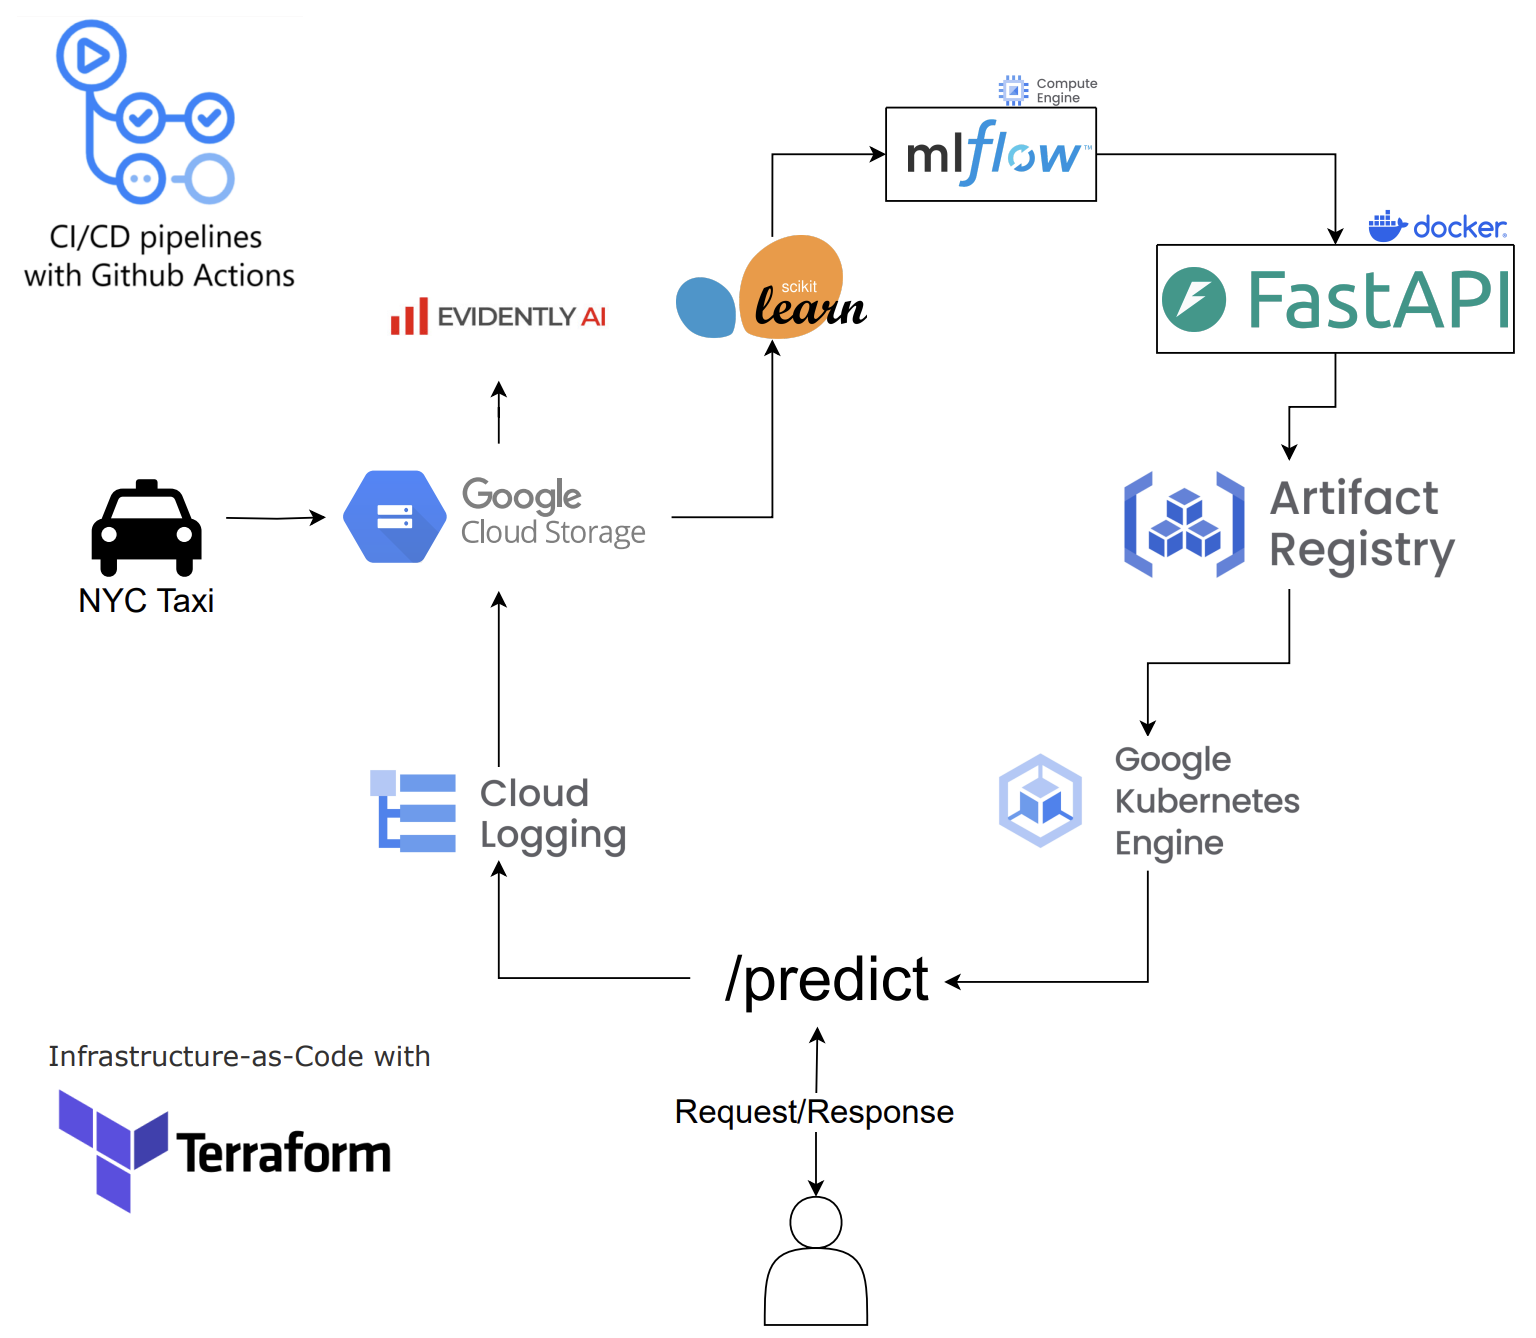 CI/CD pipelines
with Github Actions
Compute
Engine
mlflow™
docker
FastAPI
EVIDENTLY AI
scikit
learn
Google
Cloud Storage
NYC Taxi
Artifact
Registry
Cloud
Logging
Google
Kubernetes
Engine
/predict
Infrastructure-as-Code with
Terraform
Request/Response